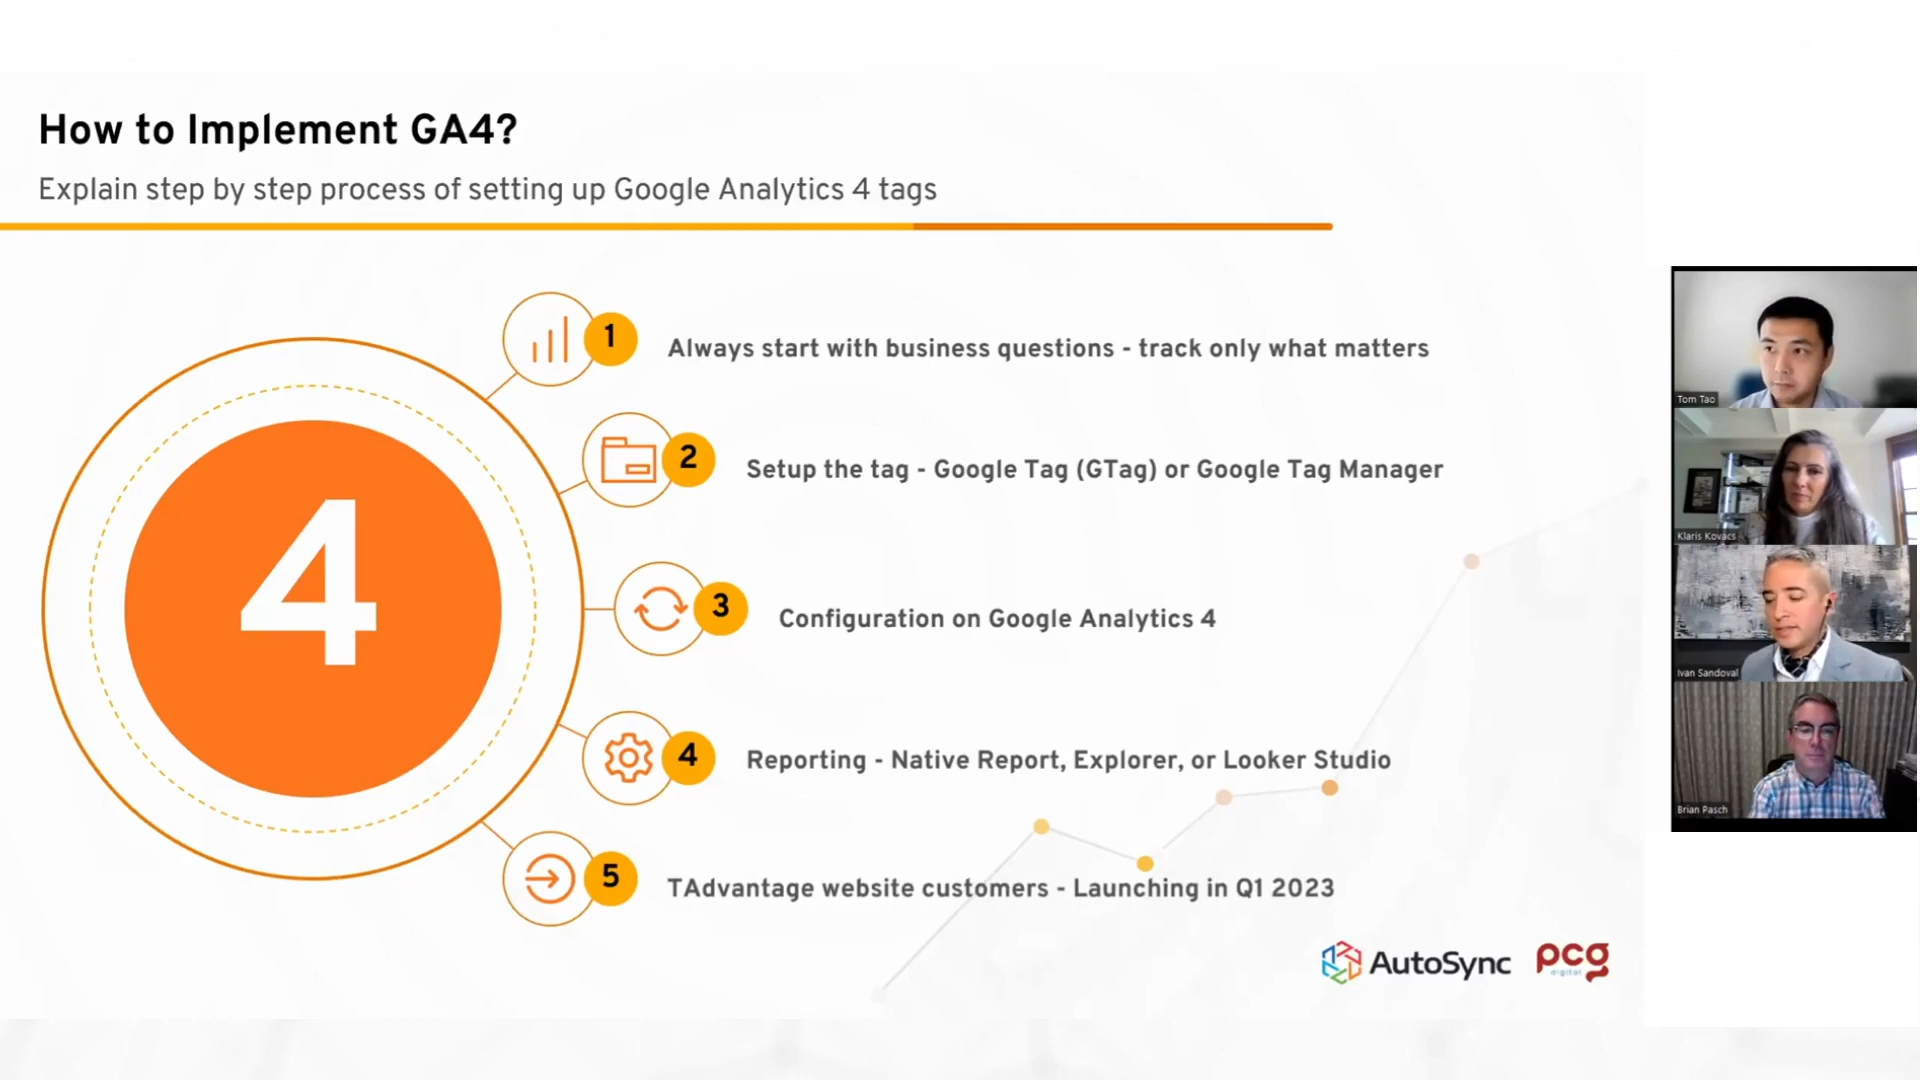 How to Implement GA4?
Explain step by step process of setting up Google Analytics 4 tags
4
1
Always start with business questions - track only what matters
2
Setup the tag - Google Tag (GTag) or Google Tag Manager
3
Configuration on Google Analytics 4
4
Reporting - Native Report, Explorer, or Looker Studio
5
TAdvantage website customers - Launching in Q1 2023
AutoSync
pcg
digital
Tom Tao
Klaris Kovacs
Ivan Sandoval
Brian Pasch